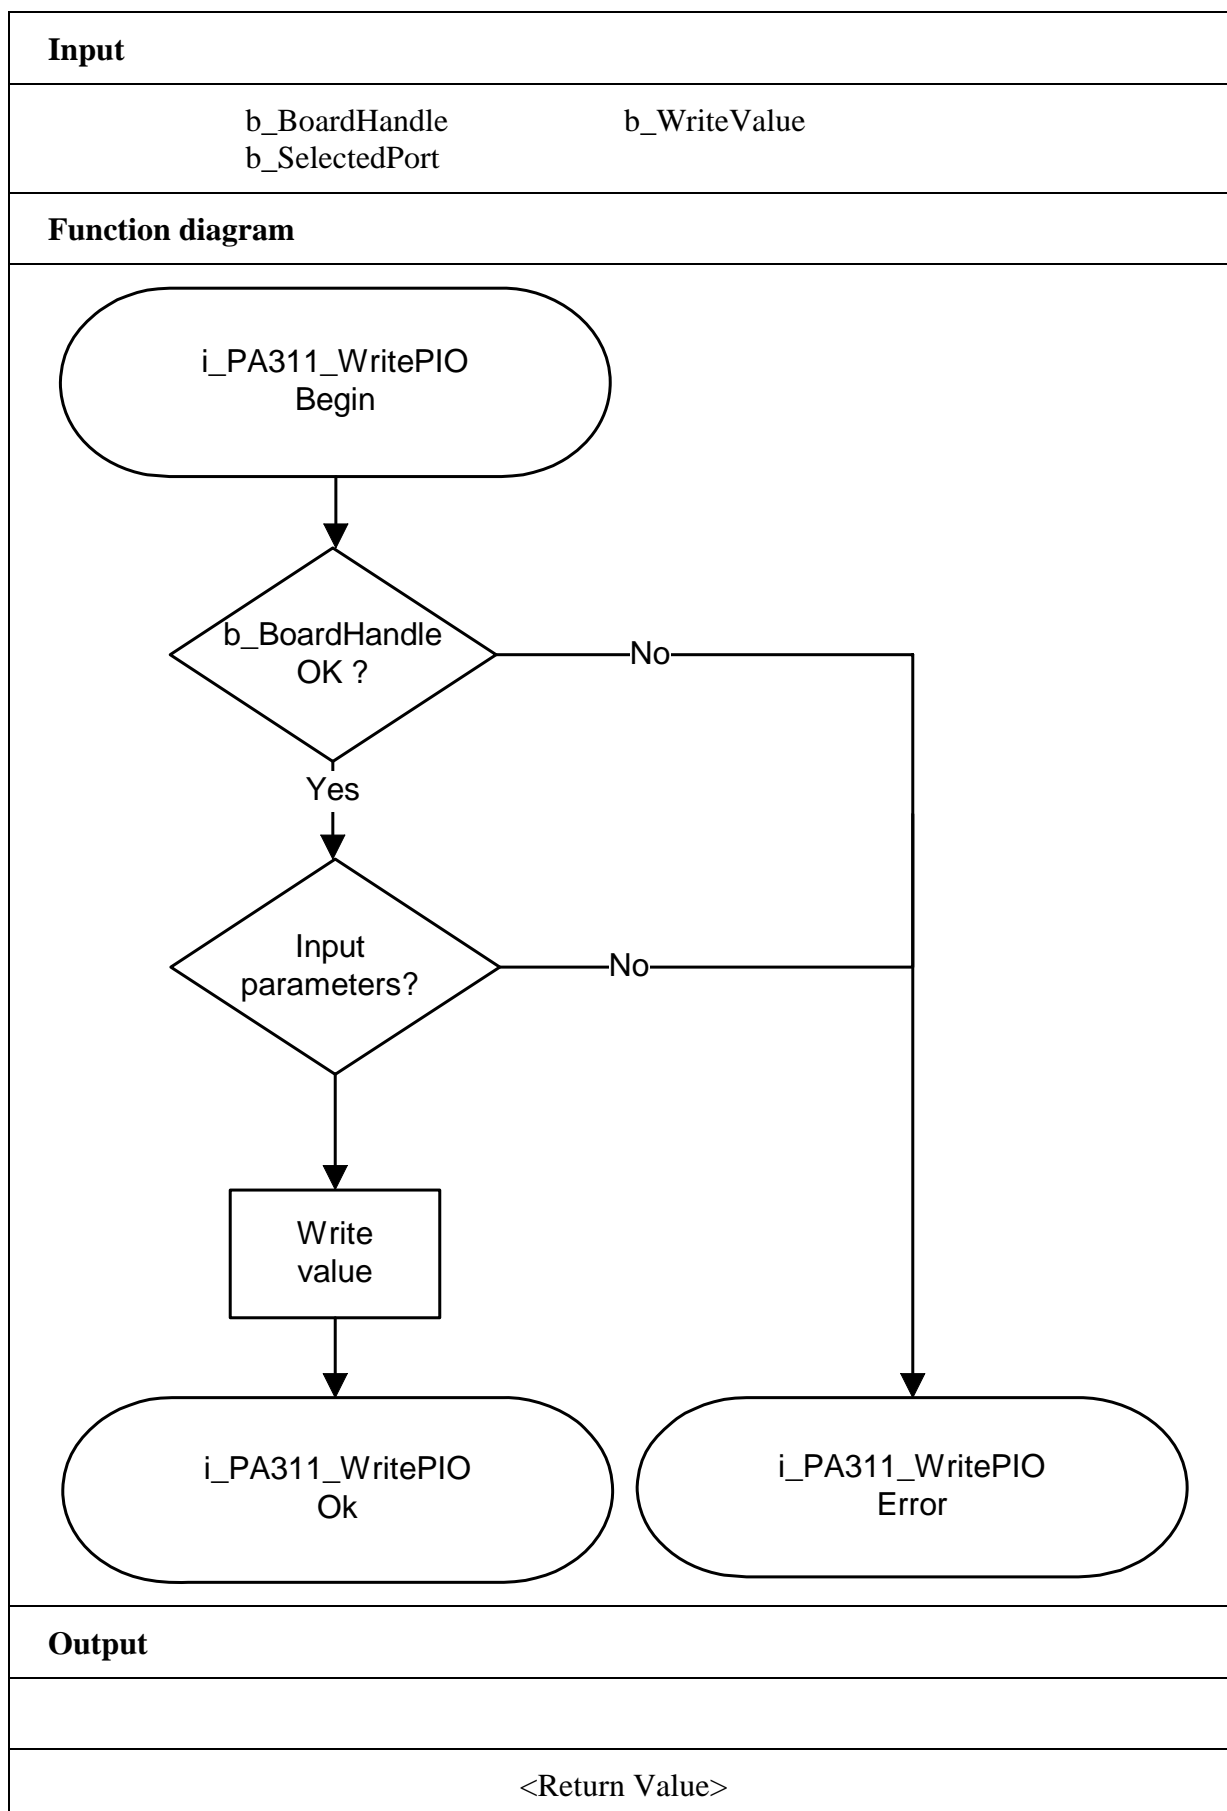 Input
b_BoardHandle b_WriteValue
b_SelectedPort
Function diagram
i_PA311_WritePIO
Begin
b_BoardHandle
OK ?
No
Yes
Input
parameters?
No
Write
value
i_PA311_WritePIO
Ok
i_PA311_WritePIO
Error
Output
<Return Value>